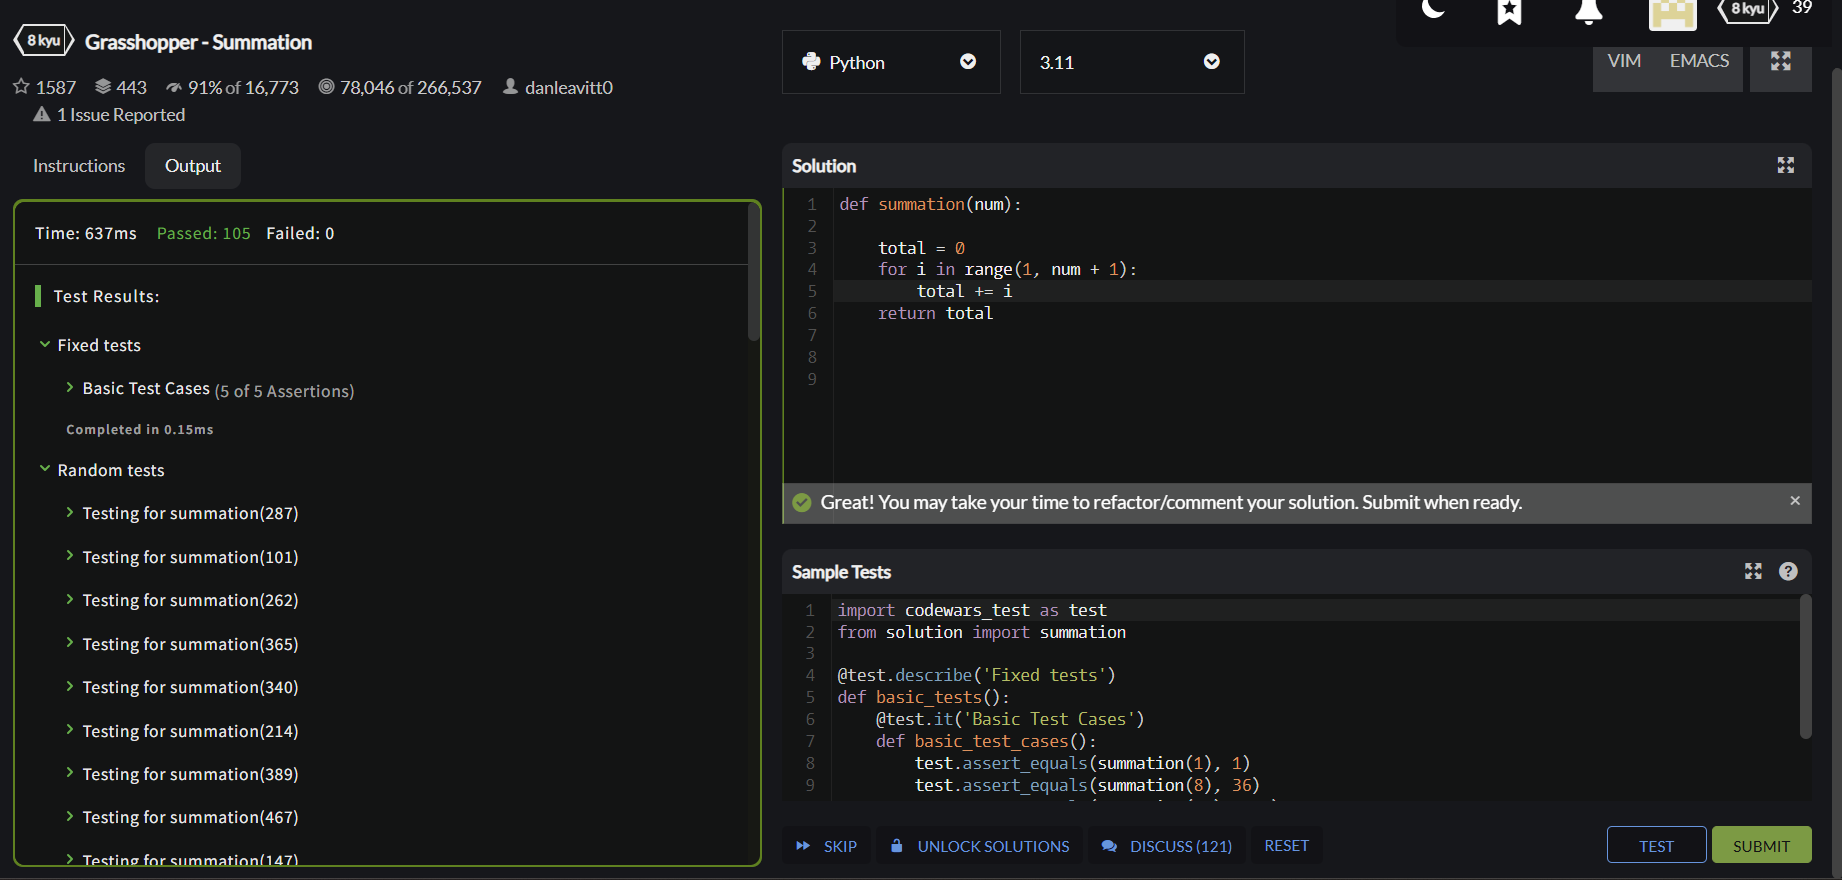 8 kyu Grasshopper - Summation
1587 443 91% of 16,773 78,046 of 266,537 danleavitt0
1 Issue Reported
Instructions Output
Time: 637ms Passed: 105 Failed: 0
Test Results:
Fixed tests
Basic Test Cases (5 of 5 Assertions)
Completed in 0.15ms
Random tests
Testing for summation(287)
Testing for summation(101)
Testing for summation(262)
Testing for summation(365)
Testing for summation(340)
Testing for summation(214)
Testing for summation(389)
Testing for summation(467)
Testing for summation(147)
8 kyu 39
Python 3.11 VIM EMACS
Solution
1 def summation(num):
2
3     total = 0
4     for i in range(1, num + 1):
5         total += i
6     return total
7
8
9
Great! You may take your time to refactor/comment your solution. Submit when ready.
Sample Tests
1 import codewars_test as test
2 from solution import summation
3
4 @test.describe('Fixed tests')
5 def basic_tests():
6     @test.it('Basic Test Cases')
7     def basic_test_cases():
8         test.assert_equals(summation(1), 1)
9         test.assert_equals(summation(8), 36)
SKIP UNLOCK SOLUTIONS DISCUSS (121) RESET TEST SUBMIT